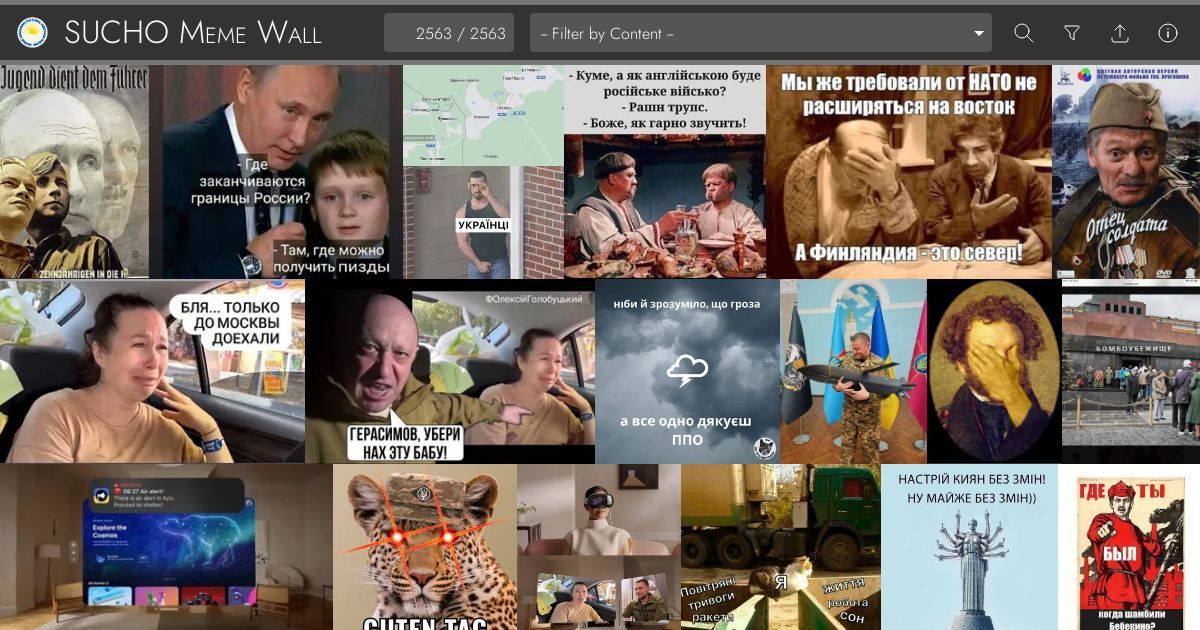 SUCHO MEME WALL
2563 / 2563
– Filter by Content –
Jugend dient dem Führer
ZEHNJÄHRIGEN IN DIE H
- Где
заканчиваются
границы России?
- Там, где можно
получить пизды
УКРАЇНЦІ
- Куме, а як англійською буде
російське військо?
- Рашн трупс.
- Боже, як гарно звучить!
Мы же требовали от НАТО не
расширяться на восток
А Финляндия - это север!
Отец
солдата
DVD
БЛЯ... ТОЛЬКО
ДО МОСКВЫ
ДОЕХАЛИ
©ОлексійГолобуцький
ГЕРАСИМОВ, УБЕРИ
НАХ ЭТУ БАБУ!
ніби й зрозуміло, що гроза
а все одно дякуєш
ППО
БОМБОУБЕЖИЩЕ
08:27 Air alert!
There is an alert in Kyiv.
Proceed to shelter!
Explore the
Cosmos
GUTEN TAG
Повітряні
тривоги
ракети
Я
життя
робота
сон
НАСТРІЙ КИЯН БЕЗ ЗМІН!
НУ МАЙЖЕ БЕЗ ЗМІН))
ГДЕ ТЫ
БЫЛ
когда шамбили
Бебекино?